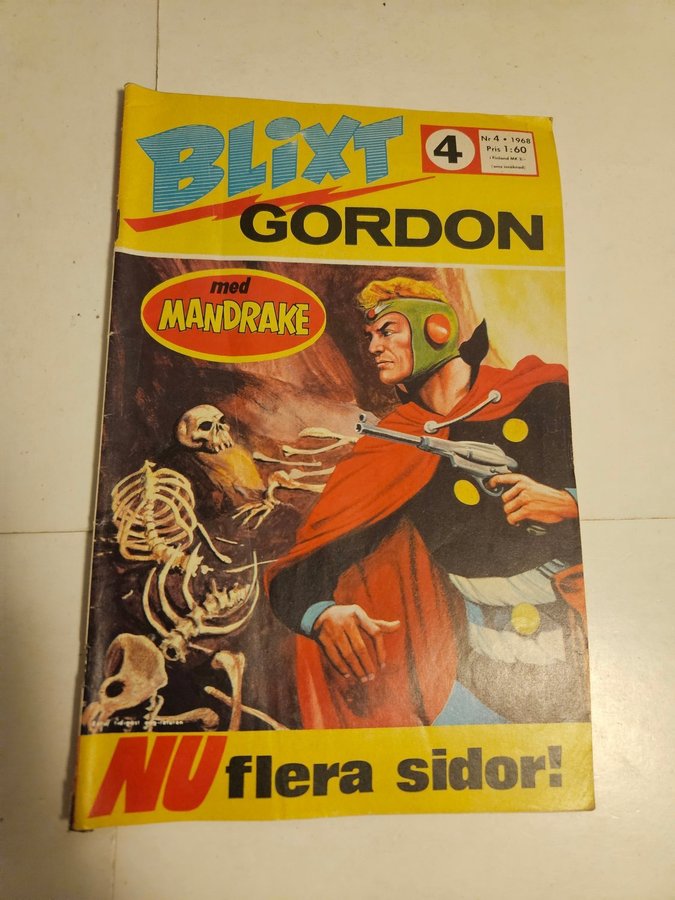 BLiXT
GORDON
4
Nr 4 • 1968
Pris 1:60
med
MANDRAKE
NU flera sidor!